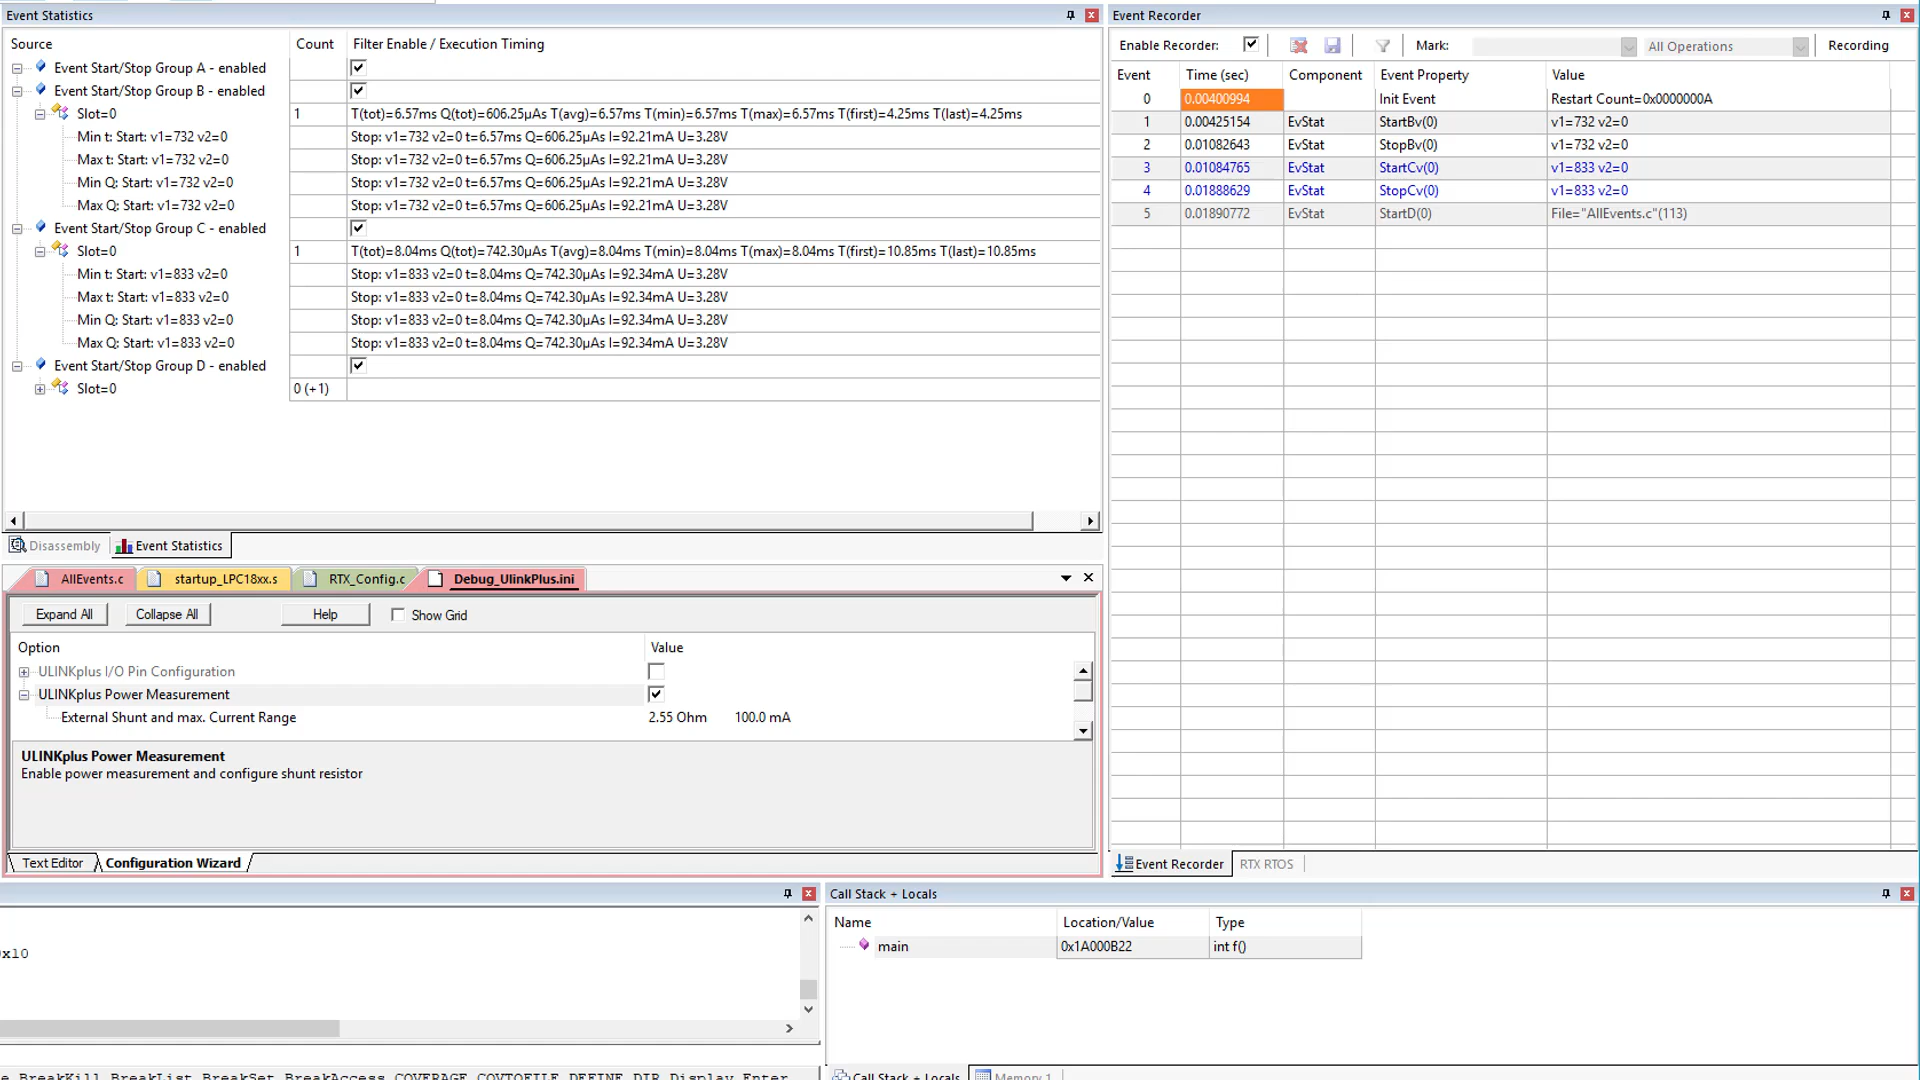 Event Statistics
Source Count Filter Enable / Execution Timing
Event Start/Stop Group A - enabled
Event Start/Stop Group B - enabled
Slot=0 1 T(tot)=6.57ms Q(tot)=606.25µAs T(avg)=6.57ms T(min)=6.57ms T(max)=6.57ms T(first)=4.25ms T(last)=4.25ms
Min t: Start: v1=732 v2=0 Stop: v1=732 v2=0 t=6.57ms Q=606.25µAs I=92.21mA U=3.28V
Max t: Start: v1=732 v2=0 Stop: v1=732 v2=0 t=6.57ms Q=606.25µAs I=92.21mA U=3.28V
Min Q: Start: v1=732 v2=0 Stop: v1=732 v2=0 t=6.57ms Q=606.25µAs I=92.21mA U=3.28V
Max Q: Start: v1=732 v2=0 Stop: v1=732 v2=0 t=6.57ms Q=606.25µAs I=92.21mA U=3.28V
Event Start/Stop Group C - enabled
Slot=0 1 T(tot)=8.04ms Q(tot)=742.30µAs T(avg)=8.04ms T(min)=8.04ms T(max)=8.04ms T(first)=10.85ms T(last)=10.85ms
Min t: Start: v1=833 v2=0 Stop: v1=833 v2=0 t=8.04ms Q=742.30µAs I=92.34mA U=3.28V
Max t: Start: v1=833 v2=0 Stop: v1=833 v2=0 t=8.04ms Q=742.30µAs I=92.34mA U=3.28V
Min Q: Start: v1=833 v2=0 Stop: v1=833 v2=0 t=8.04ms Q=742.30µAs I=92.34mA U=3.28V
Max Q: Start: v1=833 v2=0 Stop: v1=833 v2=0 t=8.04ms Q=742.30µAs I=92.34mA U=3.28V
Event Start/Stop Group D - enabled
Slot=0 0 (+1)
Disassembly Event Statistics
AllEvents.c startup_LPC18xx.s RTX_Config.c Debug_UlinkPlus.ini
Expand All Collapse All Help Show Grid
Option Value
ULINKplus I/O Pin Configuration
ULINKplus Power Measurement
External Shunt and max. Current Range 2.55 Ohm 100.0 mA
ULINKplus Power Measurement
Enable power measurement and configure shunt resistor
Text Editor Configuration Wizard
Event Recorder
Enable Recorder: Mark: All Operations Recording
Event Time (sec) Component Event Property Value
0 0.00400994 Init Event Restart Count=0x0000000A
1 0.00425154 EvStat StartBv(0) v1=732 v2=0
2 0.01082643 EvStat StopBv(0) v1=732 v2=0
3 0.01084765 EvStat StartCv(0) v1=833 v2=0
4 0.01888629 EvStat StopCv(0) v1=833 v2=0
5 0.01890772 EvStat StartD(0) File="AllEvents.c"(113)
Event Recorder RTX RTOS
x10
e BreakKill BreakList BreakSet BreakAccess COVERAGE COVTOFILE DEFINE DIR Display Enter
Call Stack + Locals
Name Location/Value Type
main 0x1A000B22 int f()
Call Stack + Locals Memory 1